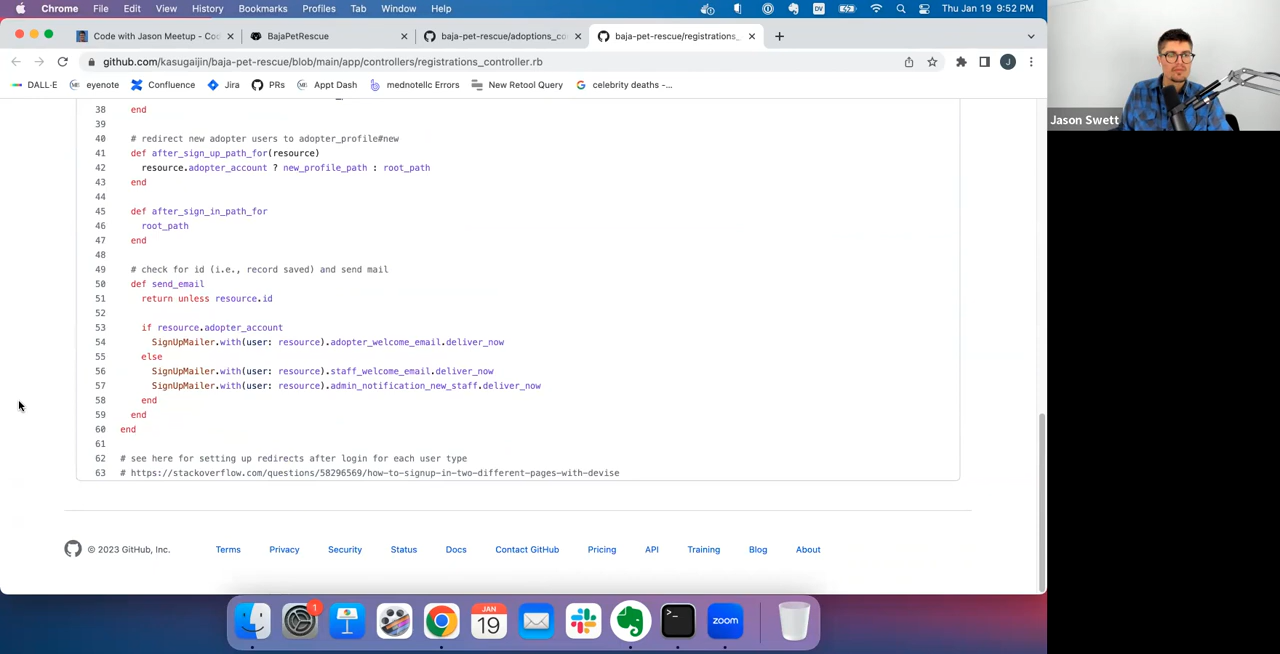 Chrome File Edit View History Bookmarks Profiles Tab Window Help
DV
Thu Jan 19 9:52 PM
Code with Jason Meetup - Cod
BajaPetRescue
baja-pet-rescue/adoptions_co
baja-pet-rescue/registrations_
github.com/kasugaijin/baja-pet-rescue/blob/main/app/controllers/registrations_controller.rb
J
DALL-E
eyenote
Confluence
Jira
PRs
Appt Dash
mednotellc Errors
New Retool Query
celebrity deaths -...
Jason Swett
38 end
39
40 # redirect new adopter users to adopter_profile#new
41 def after_sign_up_path_for(resource)
42 resource.adopter_account ? new_profile_path : root_path
43 end
44
45 def after_sign_in_path_for
46 root_path
47 end
48
49 # check for id (i.e., record saved) and send mail
50 def send_email
51 return unless resource.id
52
53 if resource.adopter_account
54 SignUpMailer.with(user: resource).adopter_welcome_email.deliver_now
55 else
56 SignUpMailer.with(user: resource).staff_welcome_email.deliver_now
57 SignUpMailer.with(user: resource).admin_notification_new_staff.deliver_now
58 end
59 end
60 end
61
62 # see here for setting up redirects after login for each user type
63 # https://stackoverflow.com/questions/58296569/how-to-signup-in-two-different-pages-with-devise
© 2023 GitHub, Inc.
Terms
Privacy
Security
Status
Docs
Contact GitHub
Pricing
API
Training
Blog
About
1
JAN
19
>_
zoom